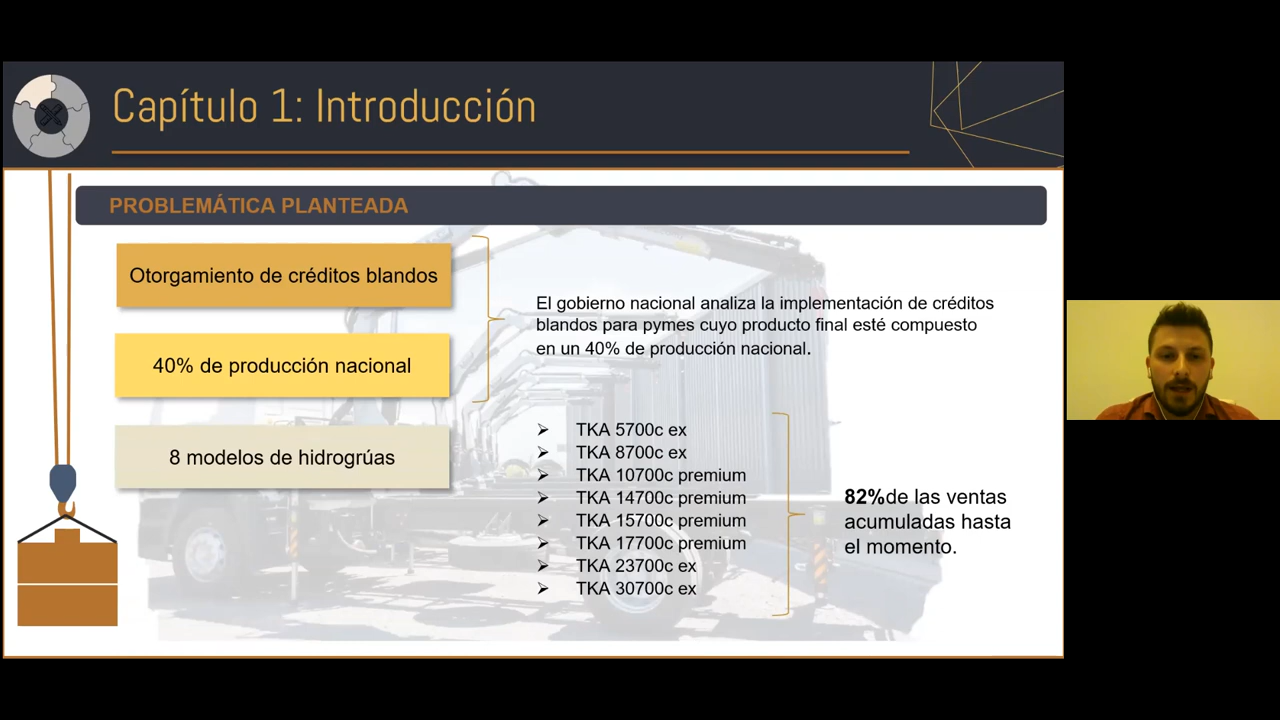 Capítulo 1: Introducción
PROBLEMÁTICA PLANTEADA
Otorgamiento de créditos blandos
40% de producción nacional
8 modelos de hidrogrúas
El gobierno nacional analiza la implementación de créditos
blandos para pymes cuyo producto final esté compuesto
en un 40% de producción nacional.
TKA 5700c ex
TKA 8700c ex
TKA 10700c premium
TKA 14700c premium
TKA 15700c premium
TKA 17700c premium
TKA 23700c ex
TKA 30700c ex
82%de las ventas
acumuladas hasta
el momento.